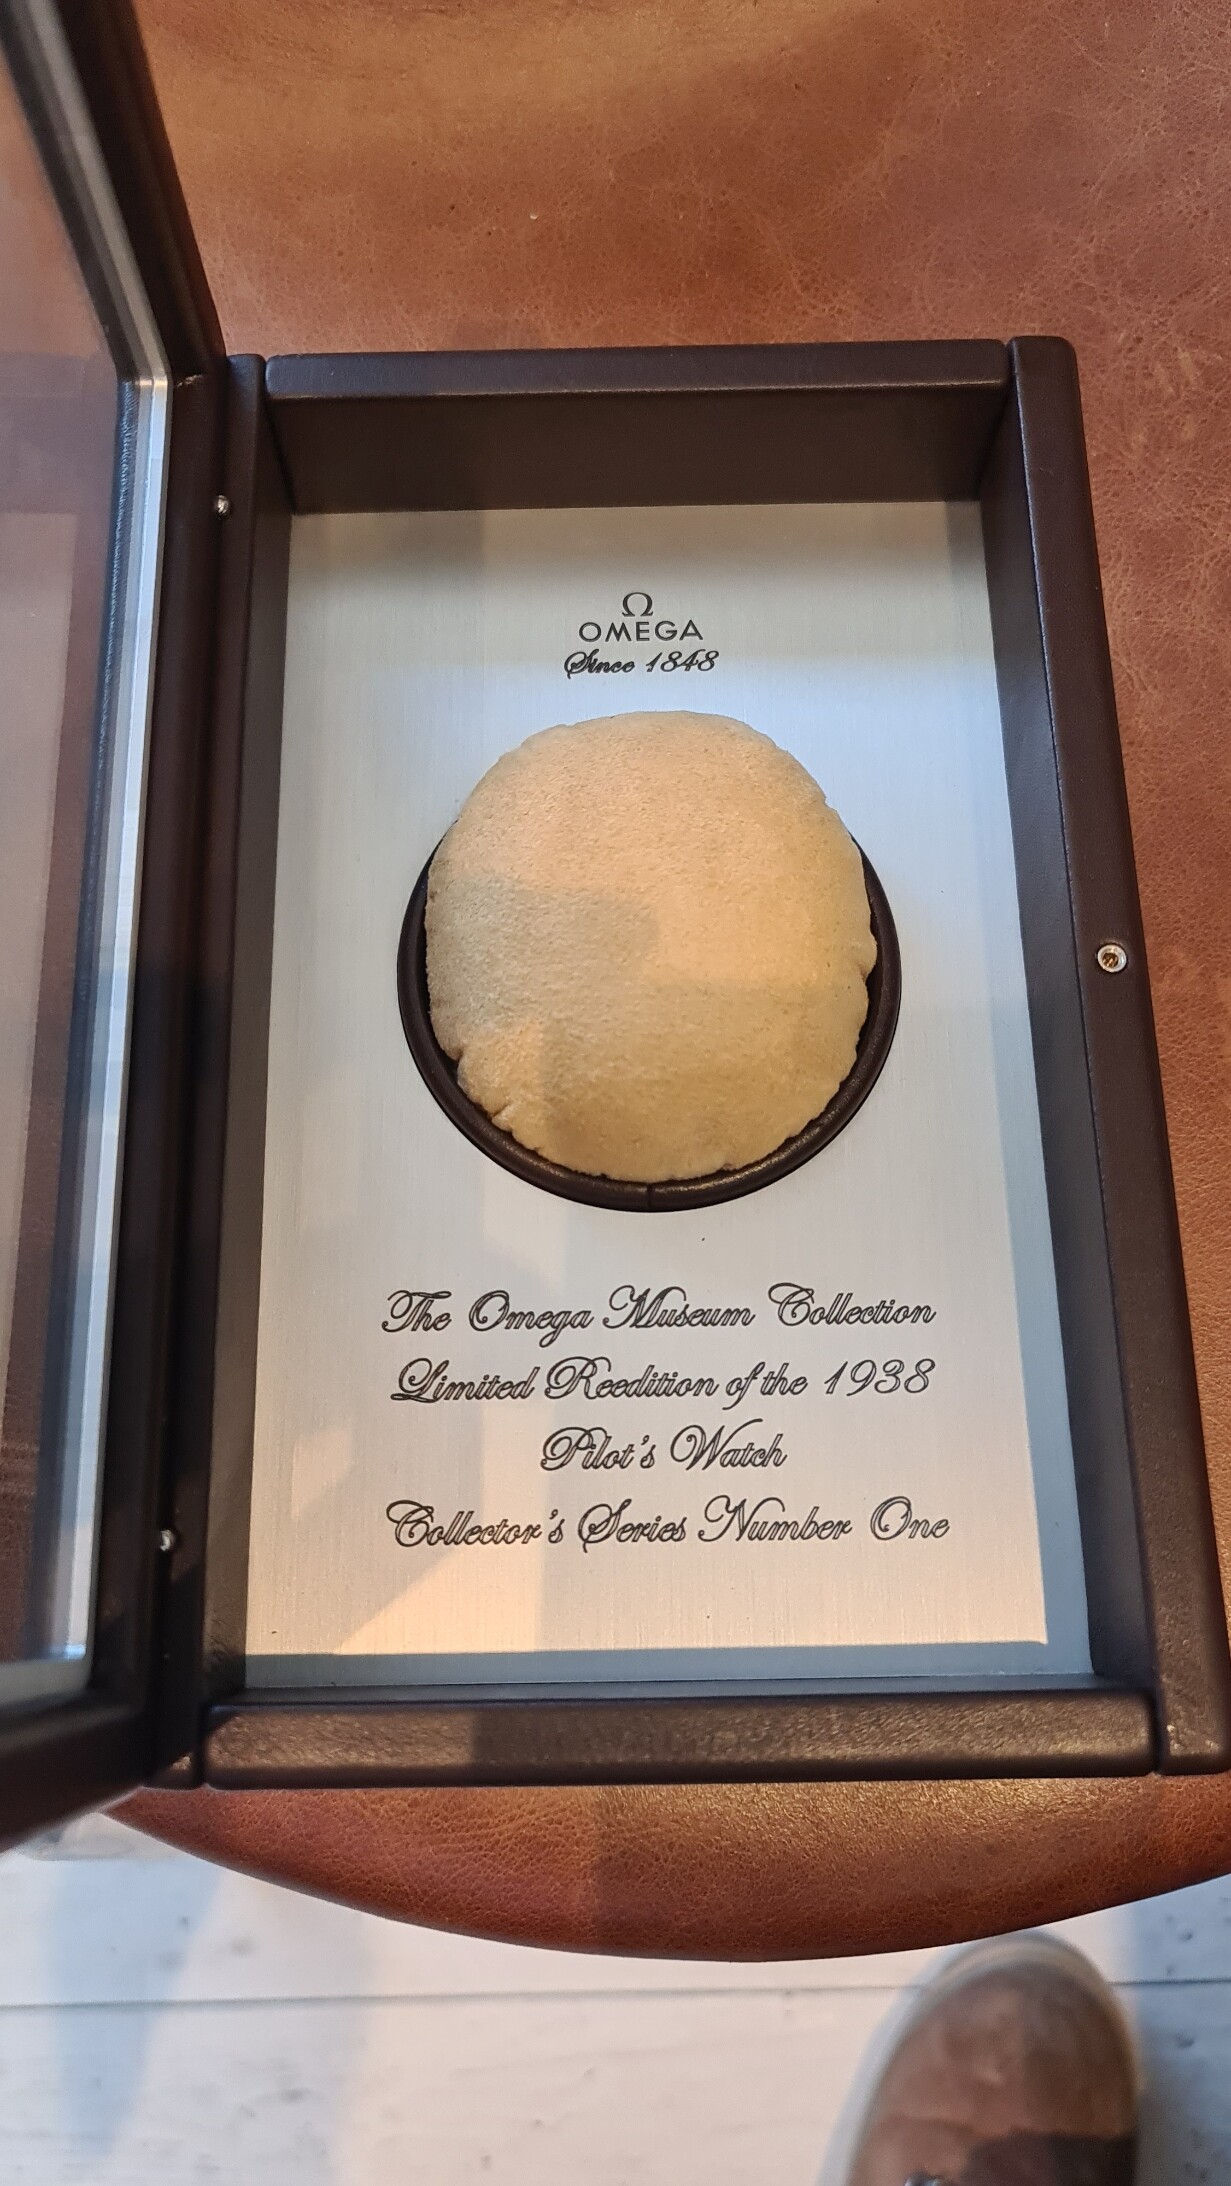 Ω
OMEGA
Since 1848
The Omega Museum Collection
Limited Reedition of the 1938
Pilot's Watch
Collector's Series Number One